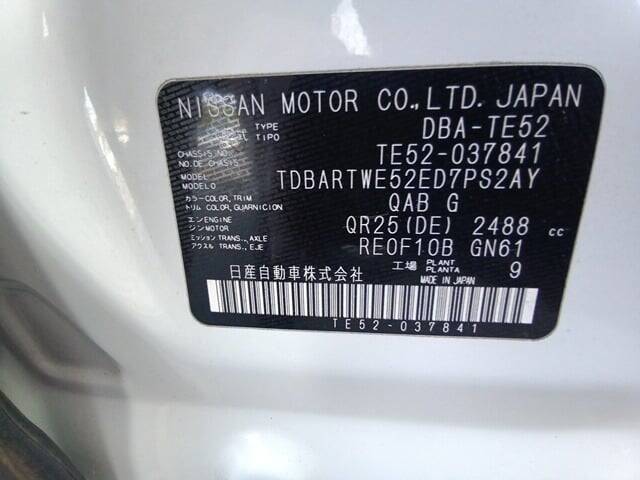 NISSAN MOTOR CO.,LTD. JAPAN
TYPE TIPO DBA-TE52
CHASSIS NO. NO. DE CHASSIS TE52-037841
MODEL MODELO TDBARTWE52ED7PS2AY
カラー COLOR, TRIM トリム COLOR, GUARNICION QAB G
エンジン ENGINE MOTOR QR25(DE) 2488 cc
ミッション TRANS., AXLE アクスル TRANS., EJE RE0F10B GN61
工場 PLANT PLANTA 9
日産自動車株式会社 MADE IN JAPAN
TE52-037841